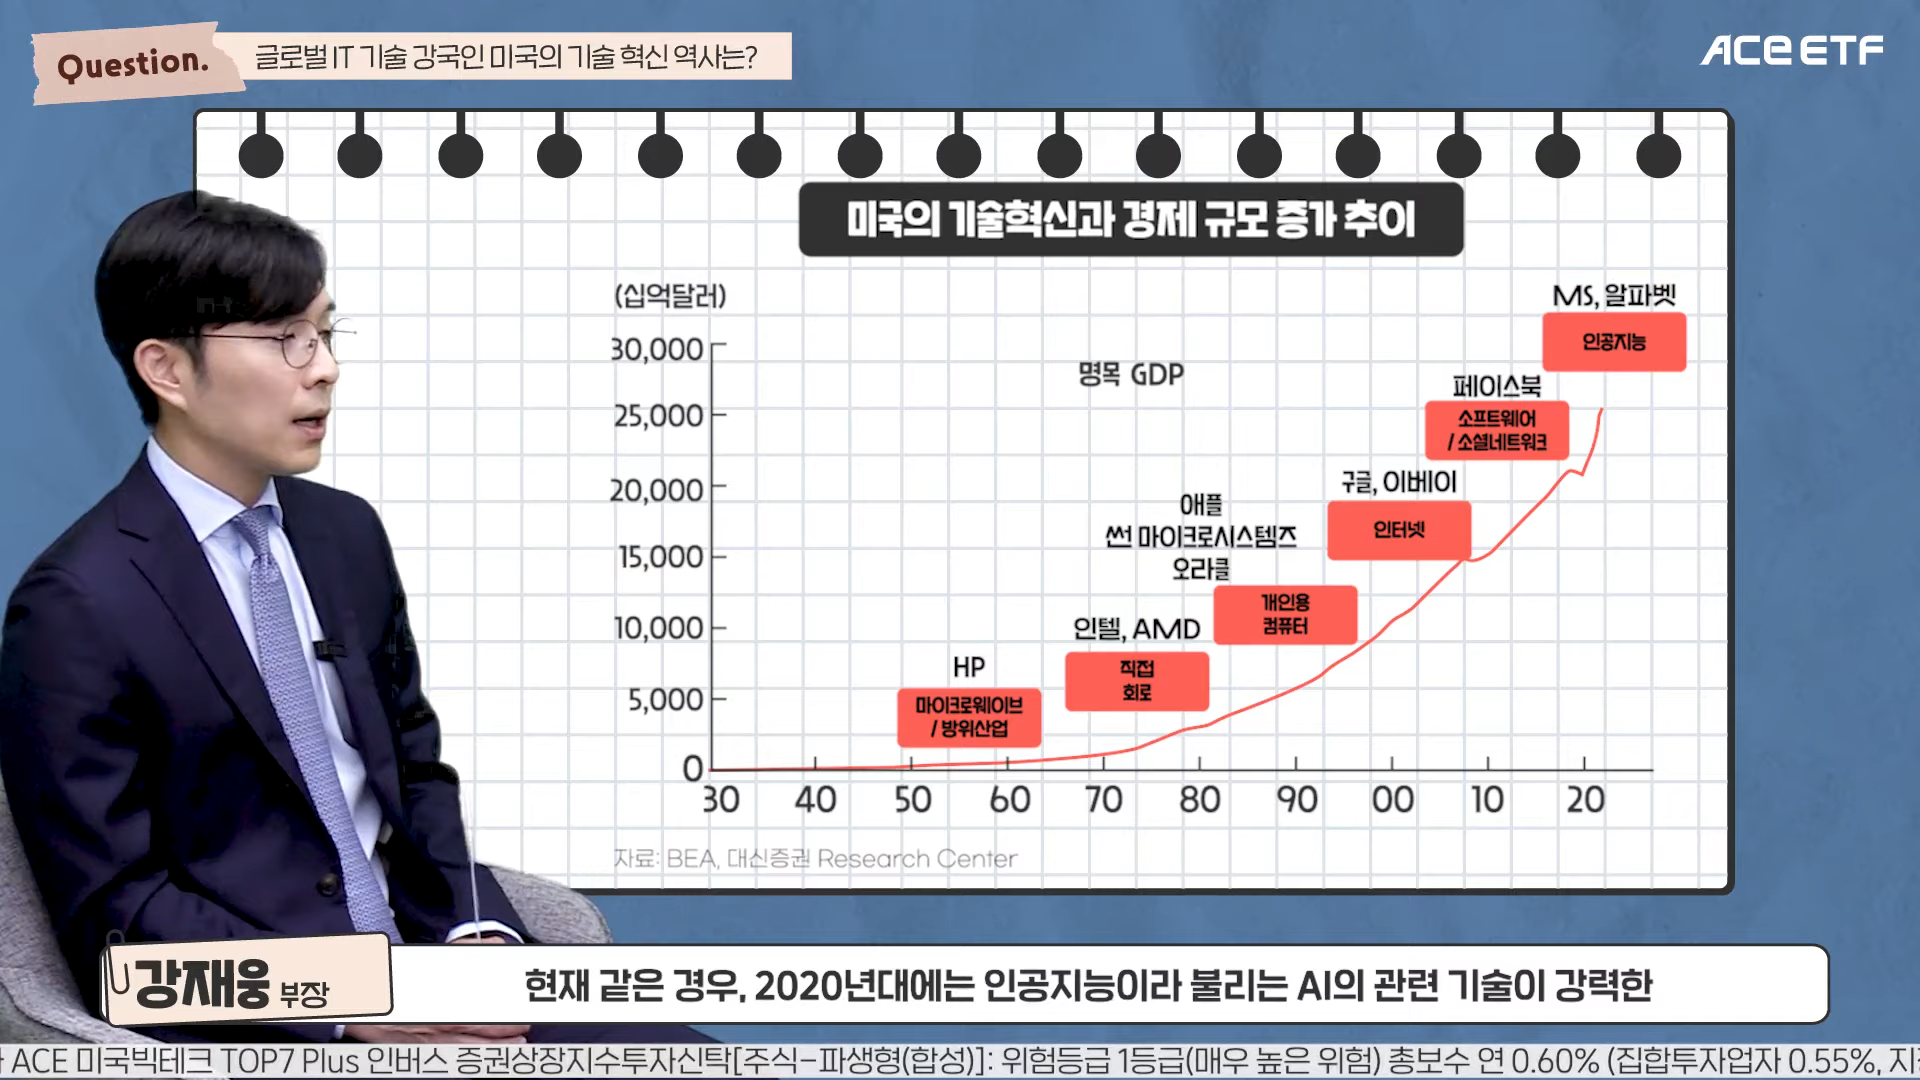 Question.
글로벌 IT 기술 강국인 미국의 기술 혁신 역사는?
ACE ETF
미국의 기술혁신과 경제 규모 증가 추이
(십억달러)
30,000
25,000
20,000
15,000
10,000
5,000
0
명목 GDP
MS, 알파벳
인공지능
페이스북
소프트웨어
/ 소셜네트워크
구글, 이베이
인터넷
애플
썬 마이크로시스템즈
오라클
개인용
컴퓨터
인텔, AMD
직접
회로
HP
마이크로웨이브
/ 방위산업
30 40 50 60 70 80 90 00 10 20
자료: BEA, 대신증권 Research Center
강재웅 부장
현재 같은 경우, 2020년대에는 인공지능이라 불리는 AI의 관련 기술이 강력한
ACE 미국빅테크 TOP7 Plus 인버스 증권상장지수투자신탁[주식-파생형(합성)]: 위험등급 1등급(매우 높은 위험) 총보수 연 0.60% (집합투자업자 0.55%,